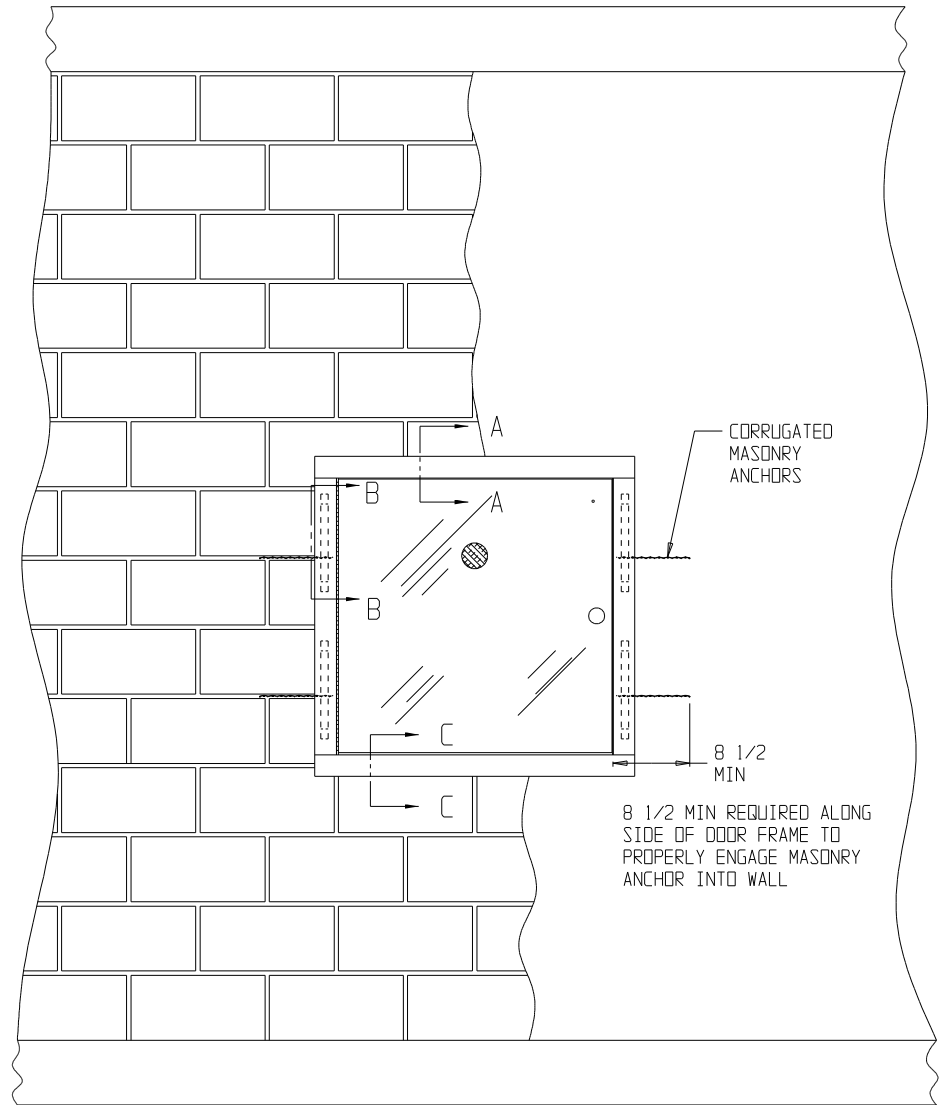 A
CORRUGATED
MASONRY
ANCHORS
B
A
B
C
8 1/2
MIN
C
8 1/2 MIN REQUIRED ALONG
SIDE OF DOOR FRAME TO
PROPERLY ENGAGE MASONRY
ANCHOR INTO WALL